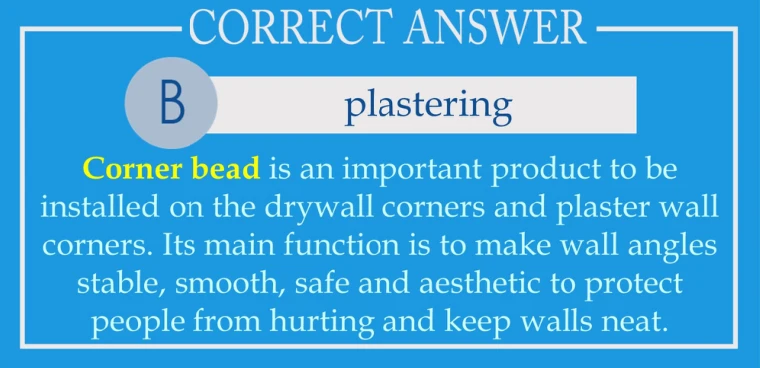 CORRECT ANSWER
B
plastering
Corner bead is an important product to be
installed on the drywall corners and plaster wall
corners. Its main function is to make wall angles
stable, smooth, safe and aesthetic to protect
people from hurting and keep walls neat.